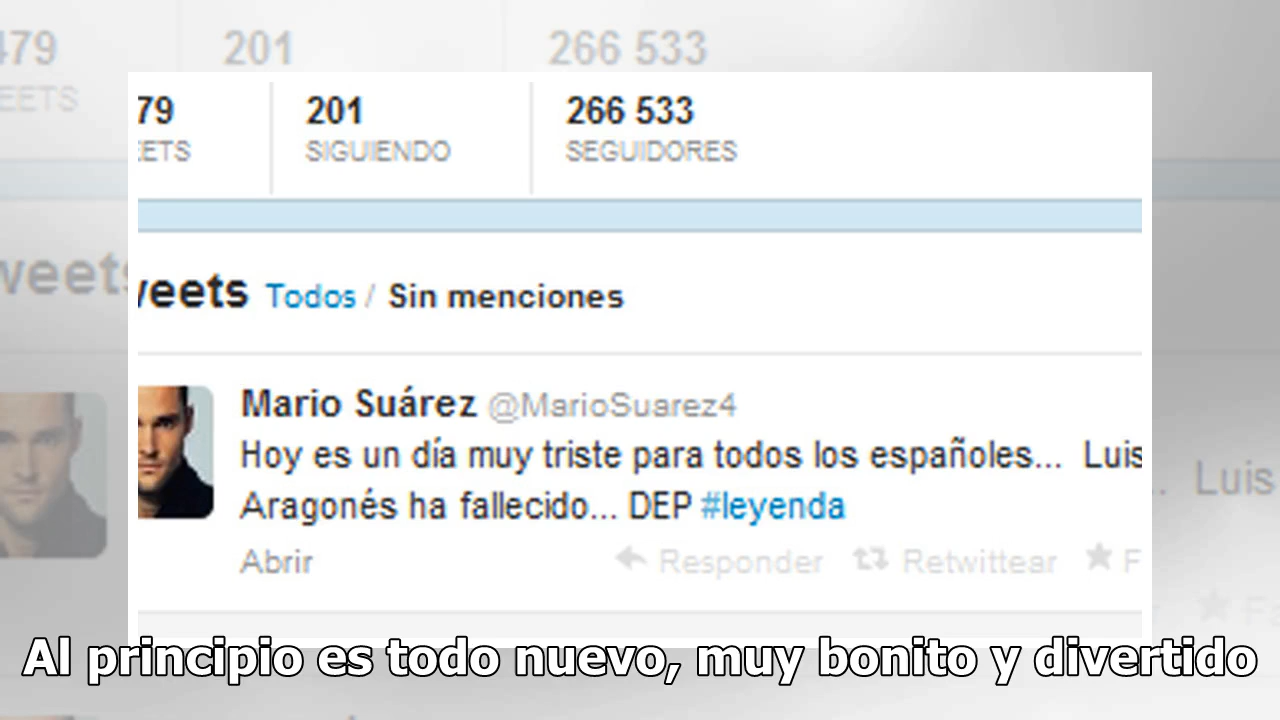 479 201 266 533
EETS
79 201 266 533
EETS SIGUIENDO SEGUIDORES
weets
weets Todos / Sin menciones
Mario Suárez @MarioSuarez4
Hoy es un día muy triste para todos los españoles... Luis
Aragonés ha fallecido... DEP #leyenda
.. Luis
Abrir Responder Retwittear F
Fa
Al principio es todo nuevo, muy bonito y divertido